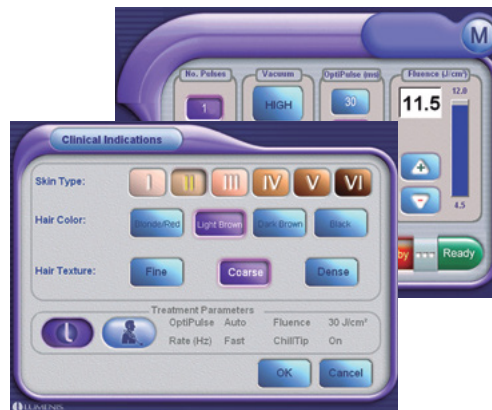 M
No. Pulses Vacuum OptiPulse (ms) Fluence (J/cm²)
1 HIGH 30 11.5 12.0
4.5
by Ready
Clinical Indications
Skin Type: I II III IV V VI
Hair Color: Blonde/Red Light Brown Dark Brown Black
Hair Texture: Fine Coarse Dense
Treatment Parameters
OptiPulse Auto Fluence 30 J/cm²
Rate (Hz) Fast ChillTip On
OK Cancel
LUMENIS